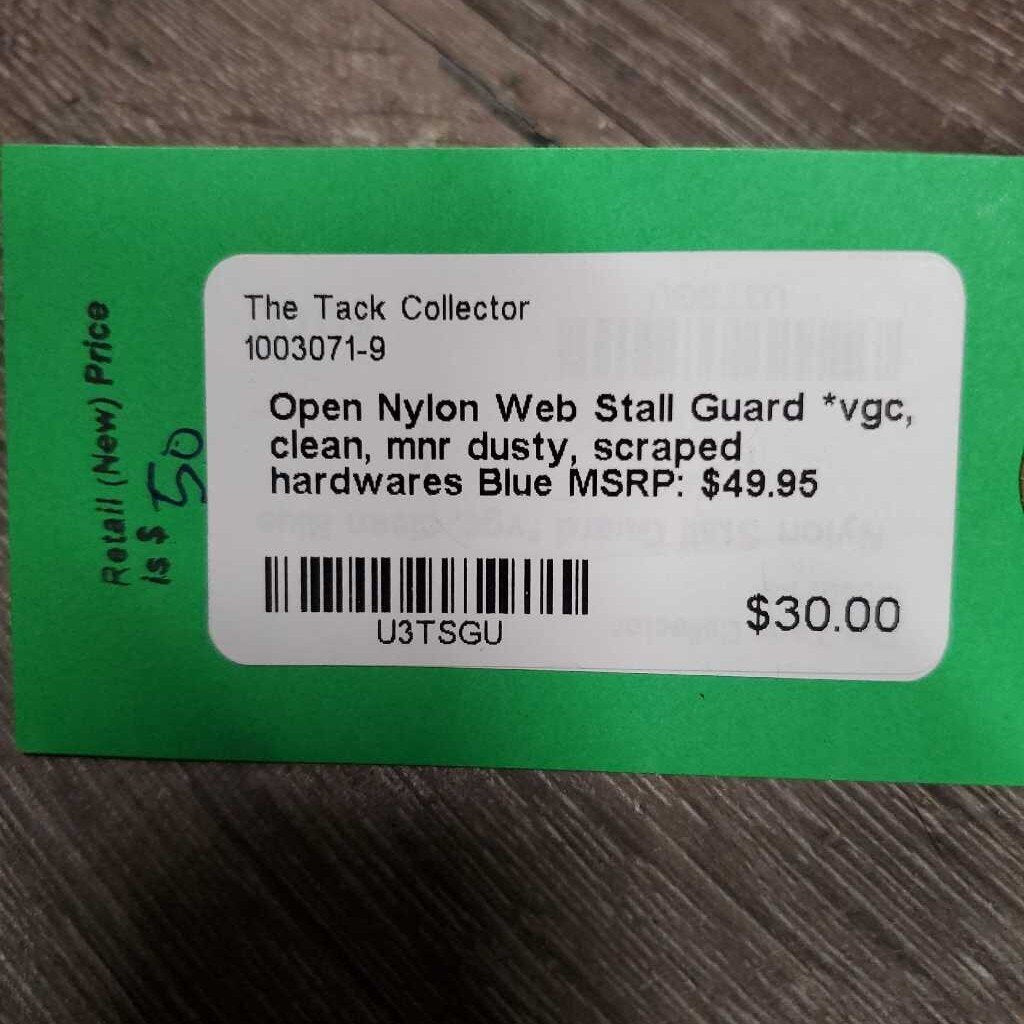 The Tack Collector
1003071-9
Open Nylon Web Stall Guard *vgc,
clean, mnr dusty, scraped
hardwares Blue MSRP: $49.95
U3TSGU
$30.00
Retail (New) Price
is $ 50